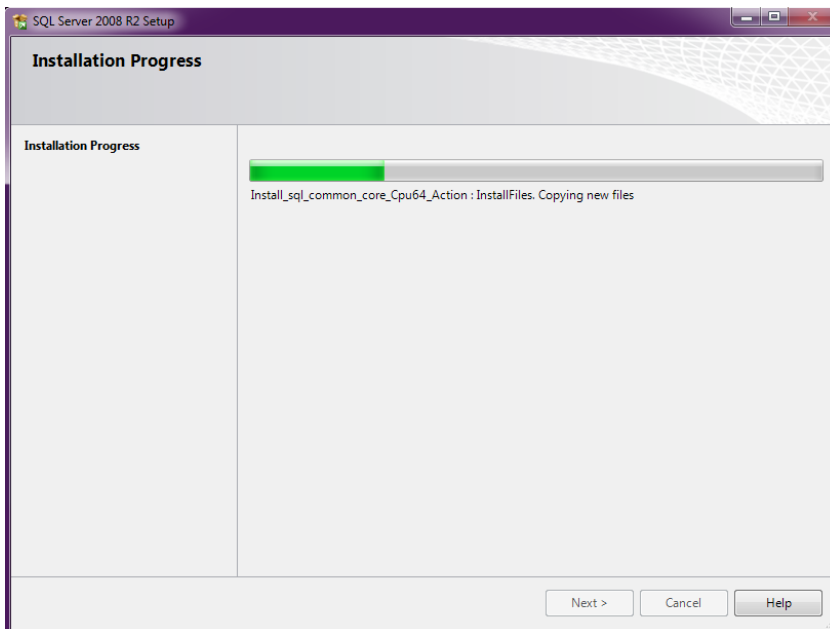 SQL Server 2008 R2 Setup
Installation Progress
Installation Progress
Install_sql_common_core_Cpu64_Action : InstallFiles. Copying new files
Next >
Cancel
Help